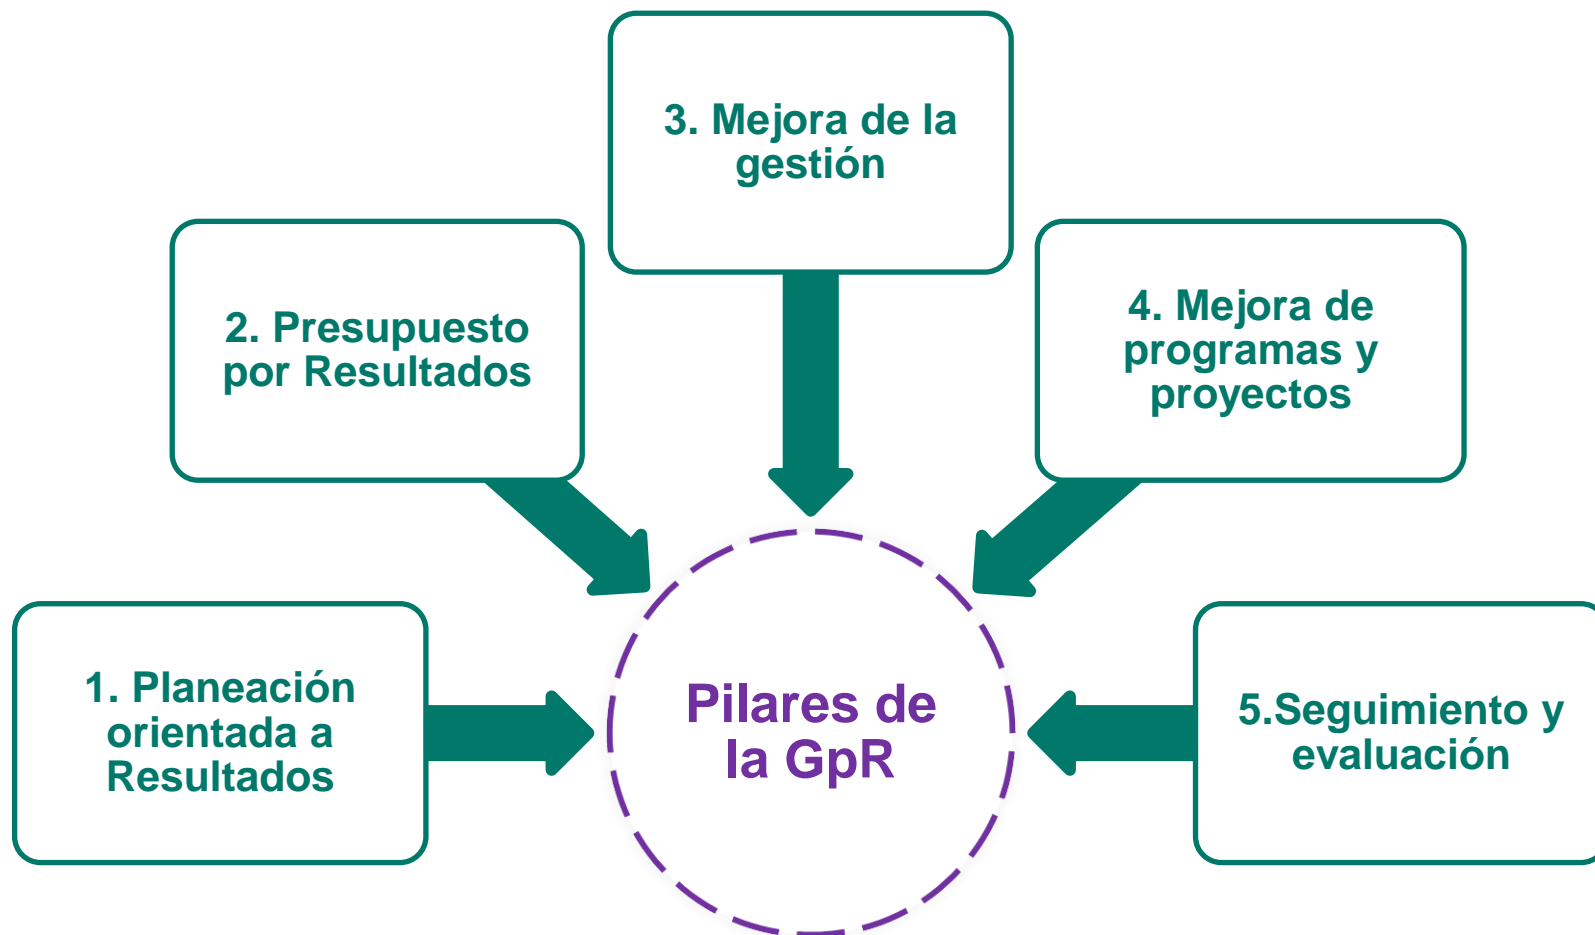 1. Planeación
orientada a
Resultados
2. Presupuesto
por Resultados
3. Mejora de la
gestión
4. Mejora de
programas y
proyectos
5.Seguimiento y
evaluación
Pilares de
la GpR